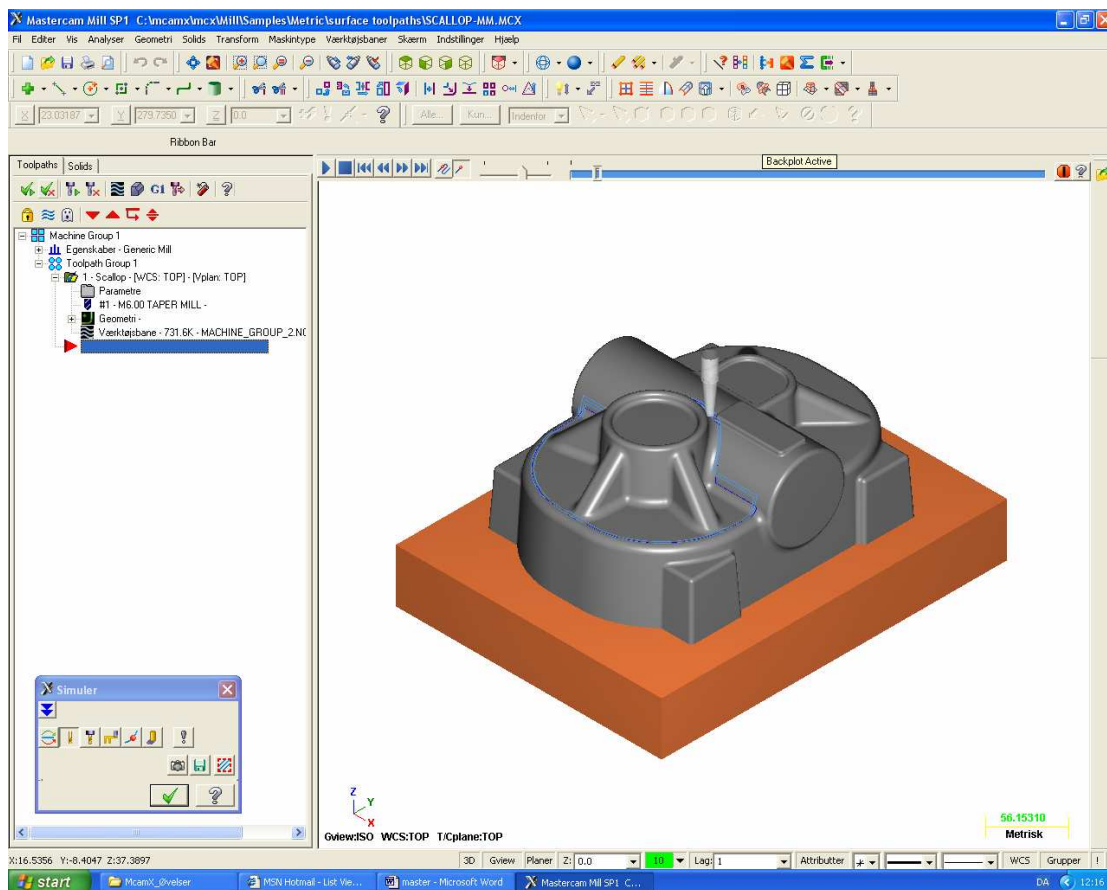 Mastercam Mill SP1 C:\mcamx\mcx\Mill\Samples\Metric\surface toolpaths\SCALLOP-MM.MCX
Fil Editer Vis Analyser Geometri Solids Transform Maskintype Værktøjsbaner Skærm Indstillinger Hjælp
X 23.03187 Y 279.7350 Z 0.0 Alle... Kun... Indenfor
Ribbon Bar
Toolpaths Solids
Backplot Active
G1
Machine Group 1
Egenskaber - Generic Mill
Toolpath Group 1
1 - Scallop - [WCS: TOP] - [Vplan: TOP]
Parametre
#1 - M6.00 TAPER MILL -
Geometri -
Værktøjsbane - 731.6K - MACHINE_GROUP_2.NC
Simuler
Z
Y
X
Gview:ISO WCS:TOP T/Cplane:TOP
56.15310
Metrisk
X:16.5356 Y:-8.4047 Z:37.3897
3D Gview Planer Z: 0.0 10 Lag: 1 Attributter WCS Grupper !
start McamX_Øvelser MSN Hotmail - List Vie... master - Microsoft Word Mastercam Mill SP1 C... DA 12:16